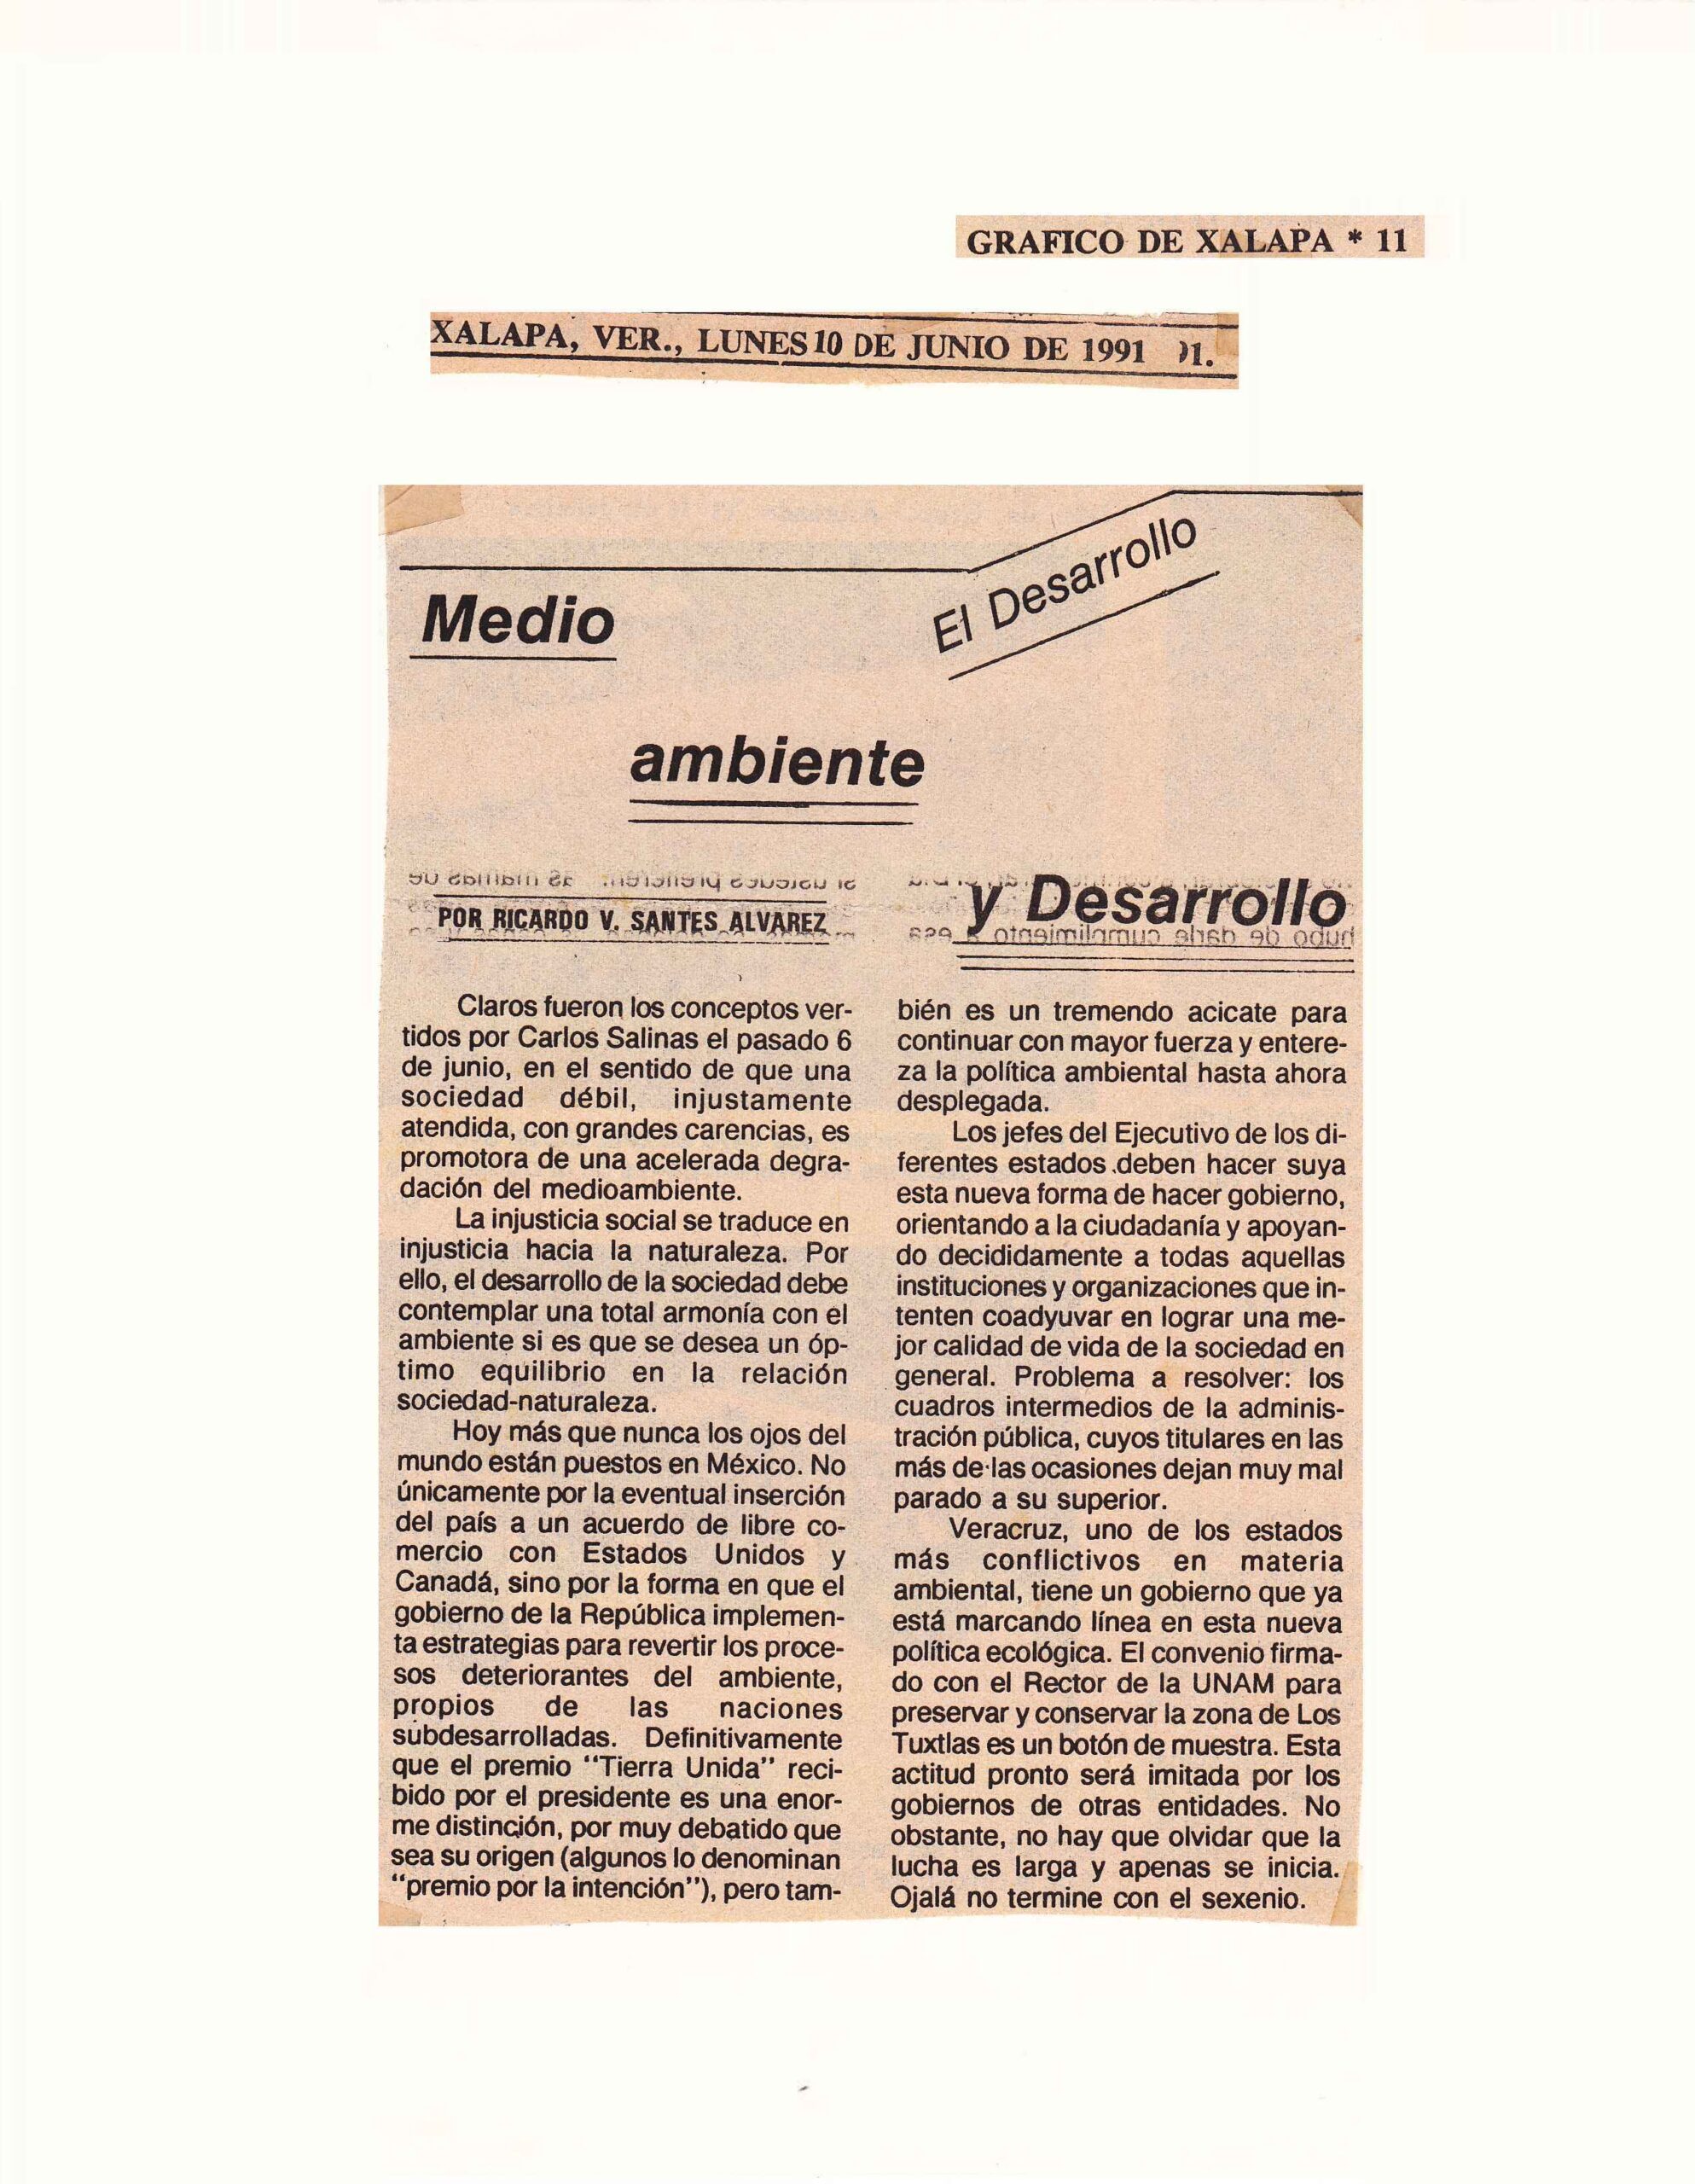 GRAFICO DE XALAPA * 11
XALAPA, VER., LUNES 10 DE JUNIO DE 1991 1.
El Desarrollo
Medio
ambiente
y Desarrollo
POR RICARDO V. SANTES ALVAREZ
Claros fueron los conceptos ver-
tidos por Carlos Salinas el pasado 6
de junio, en el sentido de que una
sociedad débil, injustamente
atendida, con grandes carencias, es
promotora de una acelerada degra-
dación del medioambiente.
La injusticia social se traduce en
injusticia hacia la naturaleza. Por
ello, el desarrollo de la sociedad debe
contemplar una total armonía con el
ambiente si es que se desea un óp-
timo equilibrio en la relación
sociedad-naturaleza.
Hoy más que nunca los ojos del
mundo están puestos en México. No
únicamente por la eventual inserción
del país a un acuerdo de libre co-
mercio con Estados Unidos y
Canadá, sino por la forma en que el
gobierno de la República implemen-
ta estrategias para revertir los proce-
sos deteriorantes del ambiente,
propios de las naciones
subdesarrolladas. Definitivamente
que el premio "Tierra Unida" reci-
bido por el presidente es una enor-
me distinción, por muy debatido que
sea su origen (algunos lo denominan
"premio por la intención"), pero tam-
bién es un tremendo acicate para
continuar con mayor fuerza y entere-
za la política ambiental hasta ahora
desplegada.
Los jefes del Ejecutivo de los di-
ferentes estados deben hacer suya
esta nueva forma de hacer gobierno,
orientando a la ciudadanía y apoyan-
do decididamente a todas aquellas
instituciones y organizaciones que in-
tenten coadyuvar en lograr una me-
jor calidad de vida de la sociedad en
general. Problema a resolver: los
cuadros intermedios de la adminis-
tración pública, cuyos titulares en las
más de las ocasiones dejan muy mal
parado a su superior.
Veracruz, uno de los estados
más conflictivos en materia
ambiental, tiene un gobierno que ya
está marcando línea en esta nueva
política ecológica. El convenio firma-
do con el Rector de la UNAM para
preservar y conservar la zona de Los
Tuxtlas es un botón de muestra. Esta
actitud pronto será imitada por los
gobiernos de otras entidades. No
obstante, no hay que olvidar que la
lucha es larga y apenas se inicia.
Ojalá no termine con el sexenio.